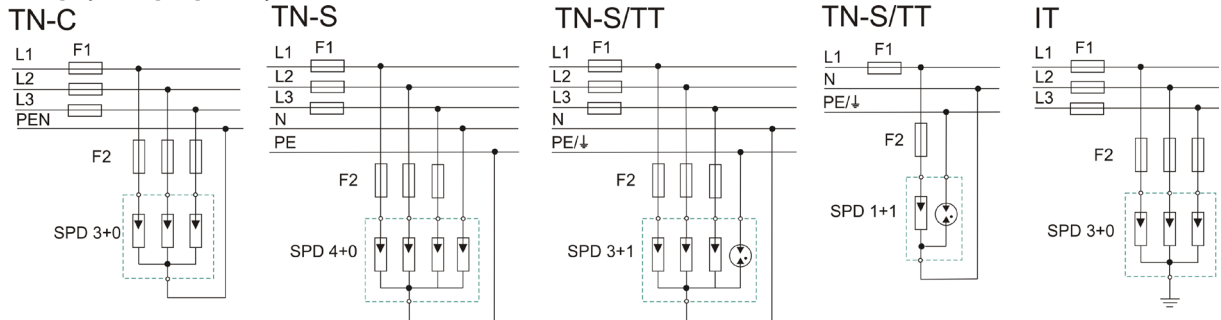 TN-C
L1 F1
L2
L3
PEN
F2
SPD 3+0
TN-S
L1 F1
L2
L3
N
PE
F2
SPD 4+0
TN-S/TT
L1 F1
L2
L3
N
PE/⏚
F2
SPD 3+1
TN-S/TT
L1 F1
N
PE/⏚
F2
SPD 1+1
IT
L1 F1
L2
L3
F2
SPD 3+0